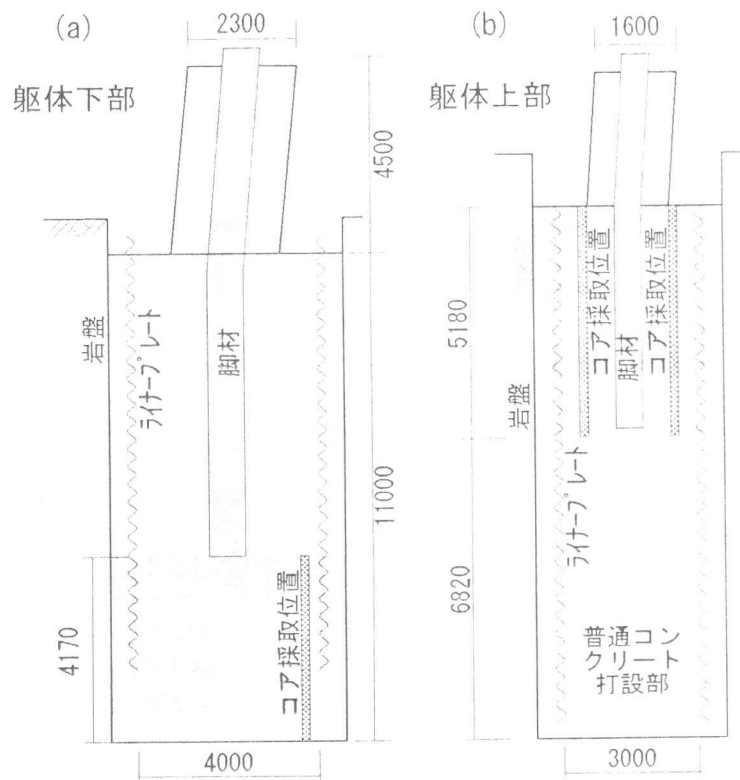 (a)
2300
躯体下部
4500
岩盤
ライナープレート
脚材
11000
4170
コア採取位置
4000
(b)
1600
躯体上部
5180
コア採取位置
脚材
コア採取位置
岩盤
ライナープレート
6820
普通コン
クリート
打設部
3000